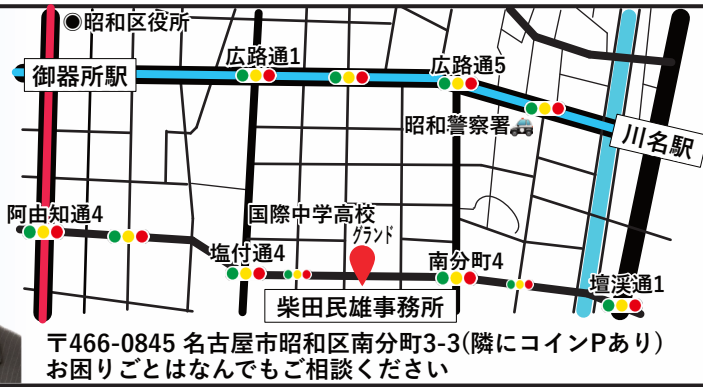 ◉昭和区役所
広路通1
広路通5
御器所駅
昭和警察署
川名駅
阿由知通4
国際中学高校
グランド
塩付通4
南分町4
壇渓通1
柴田民雄事務所
〒466-0845 名古屋市昭和区南分町3-3(隣にコインPあり)
お困りごとはなんでもご相談ください